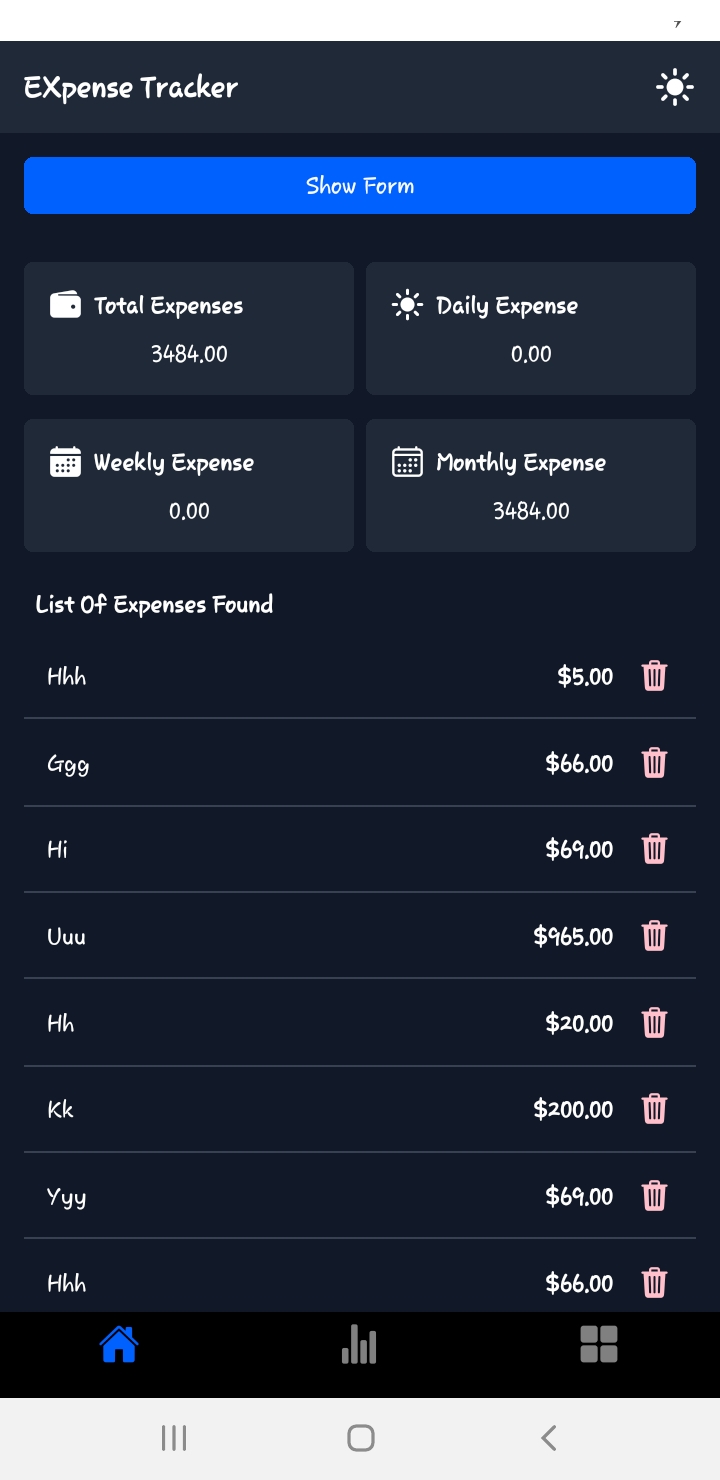 EXpense Tracker
Show Form
Total Expenses
3484.00
Daily Expense
0.00
Weekly Expense
0.00
Monthly Expense
3484.00
List Of Expenses Found
Hhh $5.00
Ggg $66.00
Hi $69.00
Uuu $965.00
Hh $20.00
Kk $200.00
Yyy $69.00
Hhh $66.00